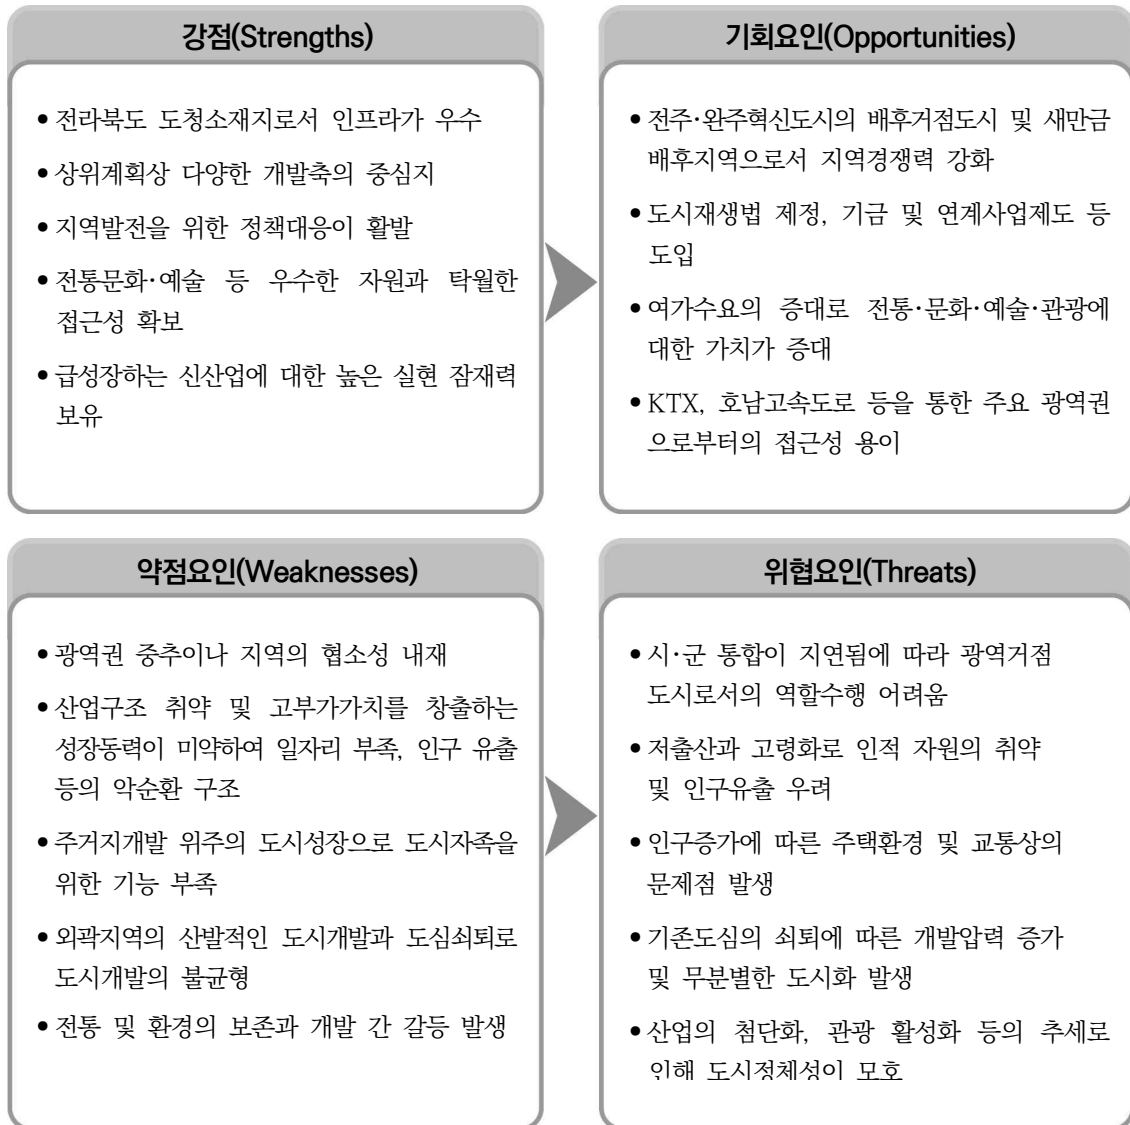 강점(Strengths)
• 전라북도 도청소재지로서 인프라가 우수
• 상위계획상 다양한 개발축의 중심지
• 지역발전을 위한 정책대응이 활발
• 전통문화·예술 등 우수한 자원과 탁월한
접근성 확보
• 급성장하는 신산업에 대한 높은 실현 잠재력
보유
기회요인(Opportunities)
• 전주·완주혁신도시의 배후거점도시 및 새만금
배후지역으로서 지역경쟁력 강화
• 도시재생법 제정, 기금 및 연계사업제도 등
도입
• 여가수요의 증대로 전통·문화·예술·관광에
대한 가치가 증대
• KTX, 호남고속도로 등을 통한 주요 광역권
으로부터의 접근성 용이
약점요인(Weaknesses)
• 광역권 중추이나 지역의 협소성 내재
• 산업구조 취약 및 고부가가치를 창출하는
성장동력이 미약하여 일자리 부족, 인구 유출
등의 악순환 구조
• 주거지개발 위주의 도시성장으로 도시자족을
위한 기능 부족
• 외곽지역의 산발적인 도시개발과 도심쇠퇴로
도시개발의 불균형
• 전통 및 환경의 보존과 개발 간 갈등 발생
위협요인(Threats)
• 시·군 통합이 지연됨에 따라 광역거점
도시로서의 역할수행 어려움
• 저출산과 고령화로 인적 자원의 취약
및 인구유출 우려
• 인구증가에 따른 주택환경 및 교통상의
문제점 발생
• 기존도심의 쇠퇴에 따른 개발압력 증가
및 무분별한 도시화 발생
• 산업의 첨단화, 관광 활성화 등의 추세로
인해 도시정체성이 모호